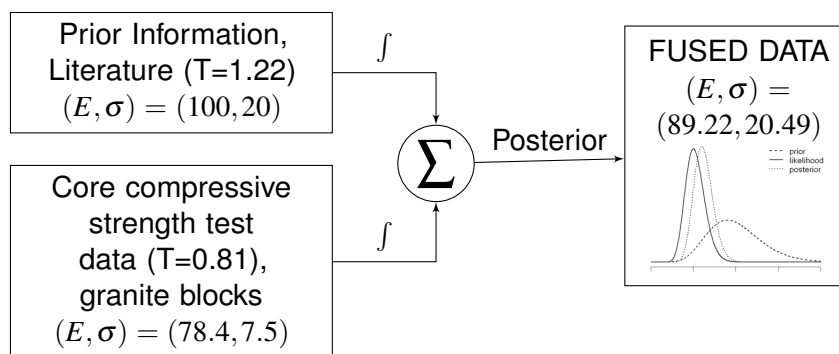 Prior Information,
Literature (T=1.22)
(E,σ) = (100,20)
∫
Core compressive
strength test
data (T=0.81),
granite blocks
(E,σ) = (78.4,7.5)
∫
Σ
Posterior
FUSED DATA
(E,σ) =
(89.22,20.49)
prior
likelihood
posterior